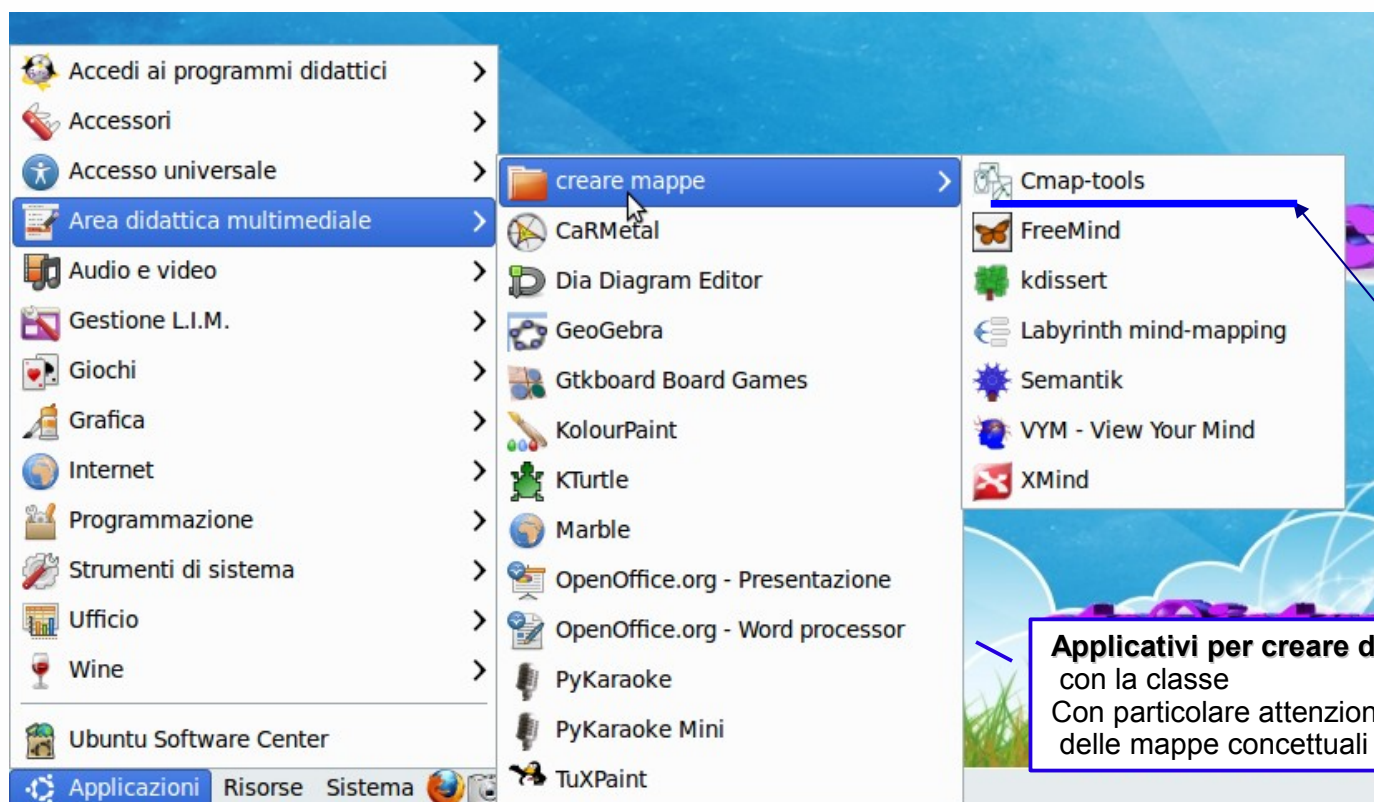 Accedi ai programmi didattici
Accessori
Accesso universale
Area didattica multimediale
Audio e video
Gestione L.I.M.
Giochi
Grafica
Internet
Programmazione
Strumenti di sistema
Ufficio
Wine
Ubuntu Software Center
Applicazioni Risorse Sistema
creare mappe
CaRMetal
Dia Diagram Editor
GeoGebra
Gtkboard Board Games
KolourPaint
KTurtle
Marble
OpenOffice.org - Presentazione
OpenOffice.org - Word processor
PyKaraoke
PyKaraoke Mini
TuXPaint
Cmap-tools
FreeMind
kdissert
Labyrinth mind-mapping
Semantik
VYM - View Your Mind
XMind
Applicativi per creare d
con la classe
Con particolare attenzion
delle mappe concettuali